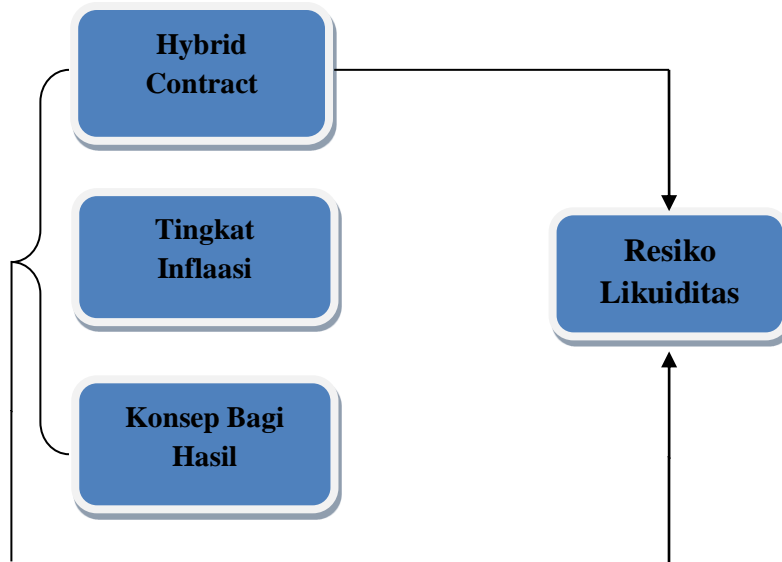 Hybrid
Contract
Tingkat
Inflaasi
Resiko
Likuiditas
Konsep Bagi
Hasil